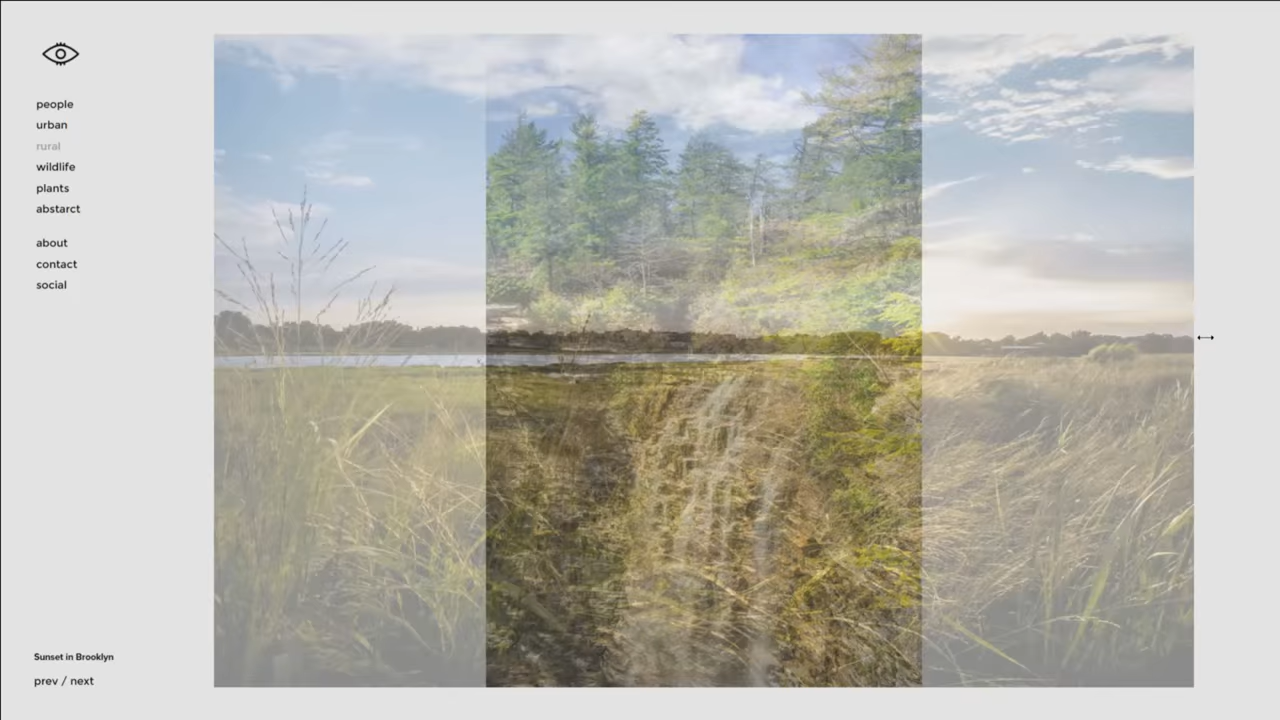 people
urban
rural
wildlife
plants
abstarct
about
contact
social
Sunset in Brooklyn
prev / next